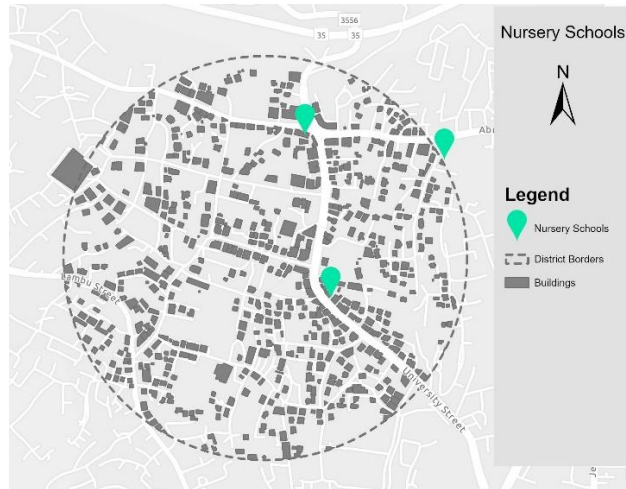 3556
35
35
Nursery Schools
N
Legend
Nursery Schools
District Borders
Buildings
University Street